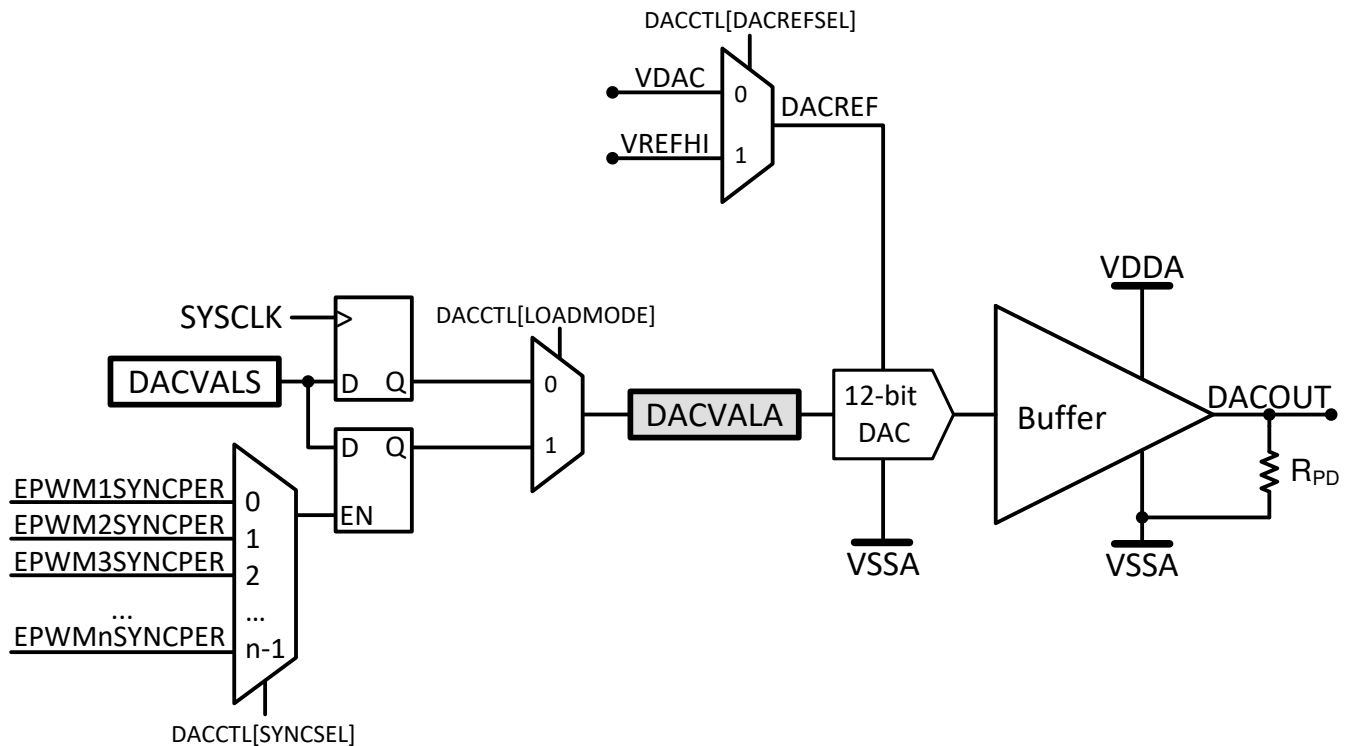 DACCTL[DACREFSEL]
VDAC
0
DACREF
VREFHI
1
VDDA
SYSCLK
>
DACCTL[LOADMODE]
DACVALS
D
Q
0
DACVALA
12-bit
DAC
Buffer
DACOUT
D
Q
1
RPD
EPWM1SYNCPER
0
EN
EPWM2SYNCPER
1
EPWM3SYNCPER
2
VSSA
VSSA
...
...
EPWMnSYNCPER
n-1
DACCTL[SYNCSEL]